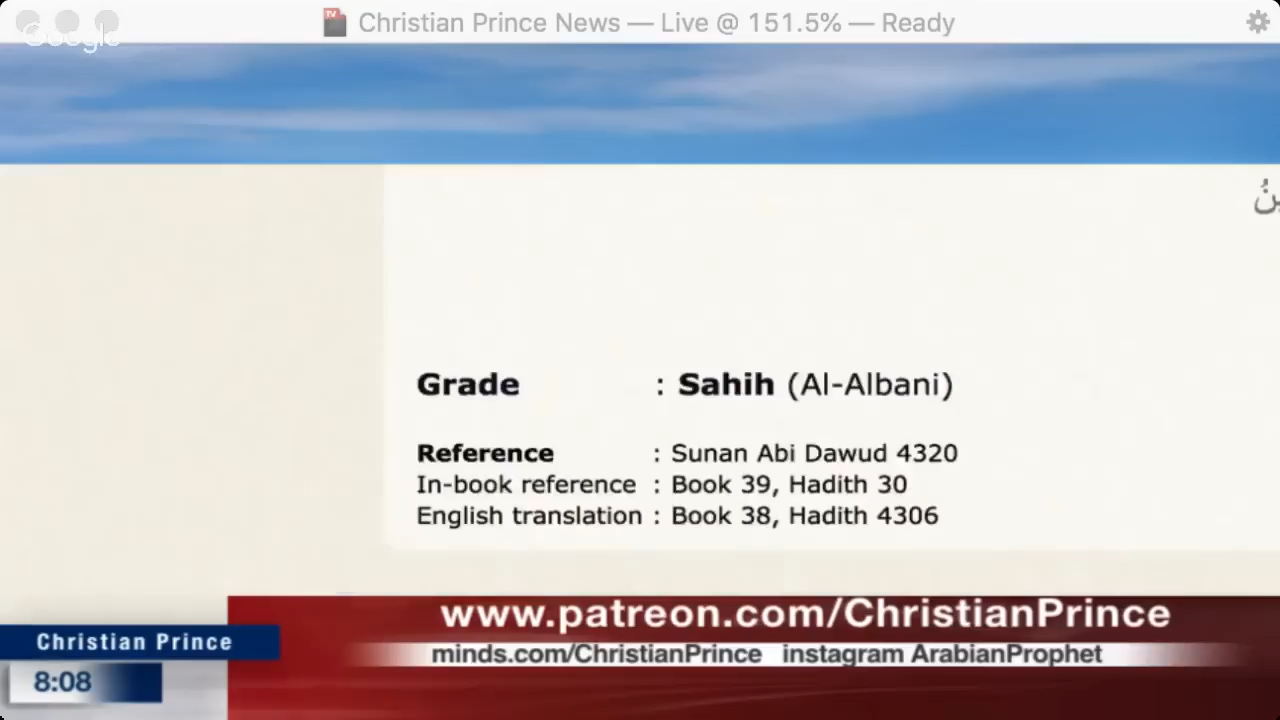 Christian Prince News — Live @ 151.5% — Ready
Google
TV
Grade : Sahih (Al-Albani)
Reference : Sunan Abi Dawud 4320
In-book reference : Book 39, Hadith 30
English translation : Book 38, Hadith 4306
www.patreon.com/ChristianPrince
minds.com/ChristianPrince instagram ArabianProphet
Christian Prince
8:08